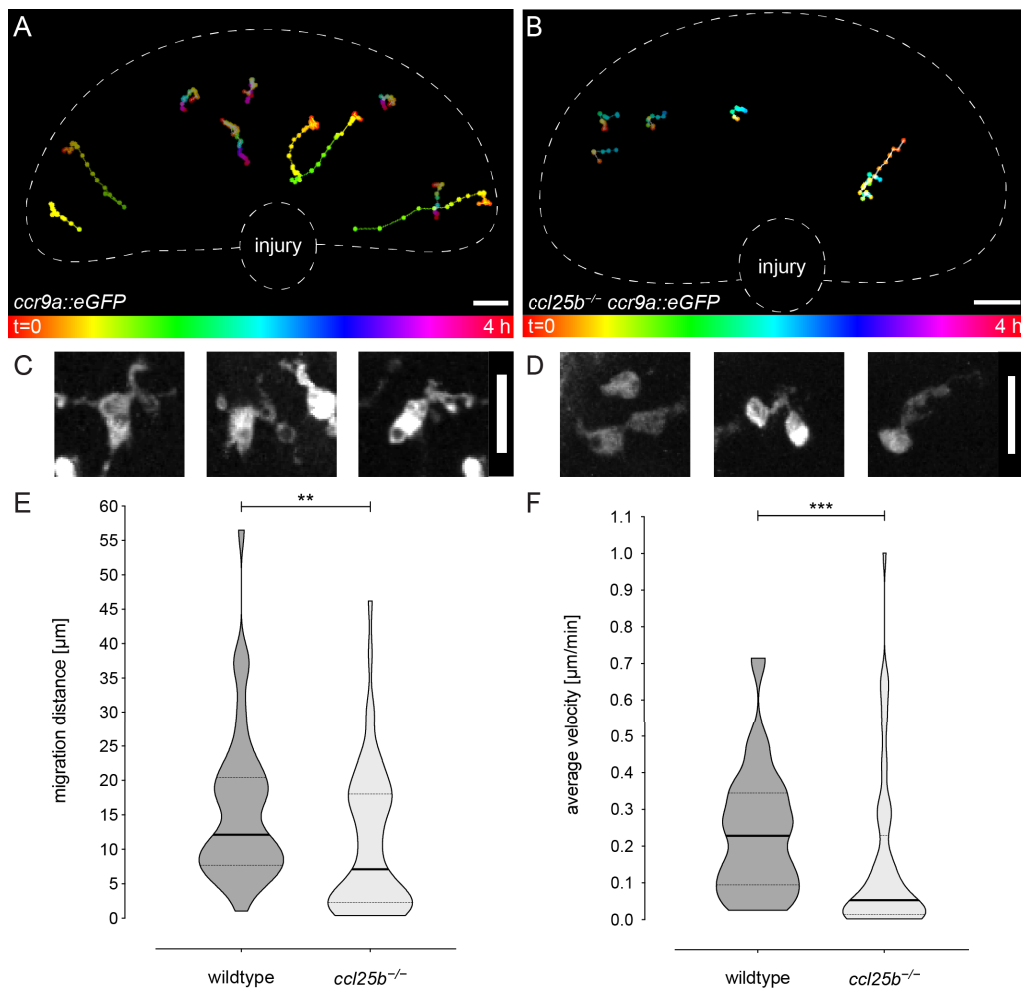 A
B
injury
injury
ccr9a::eGFP
ccl25b⁻/⁻ ccr9a::eGFP
t=0 4 h
t=0 4 h
C
D
E
F
**
60
55
50
45
40
35
30
25
20
15
10
5
0
migration distance [µm]
wildtype
ccl25b⁻/⁻
***
1.1
1.0
0.9
0.8
0.7
0.6
0.5
0.4
0.3
0.2
0.1
0.0
average velocity [µm/min]
wildtype
ccl25b⁻/⁻